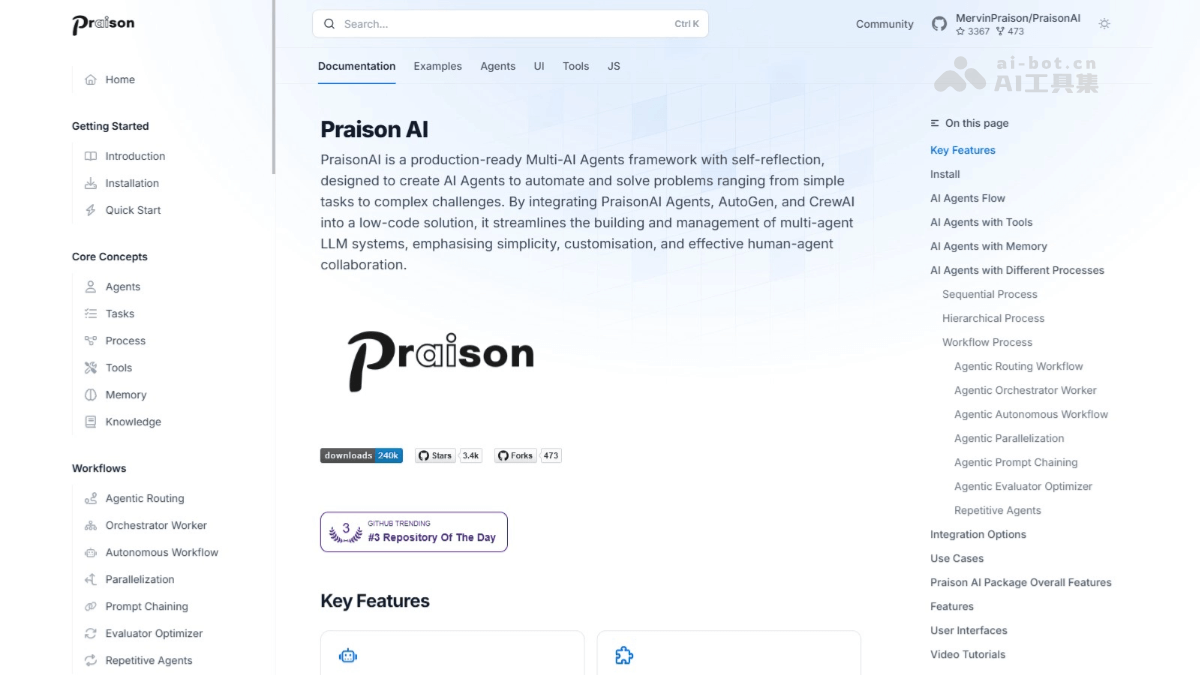 Praison
Search...
Ctrl K
Community
MervinPraison/PraisonAI
3367 473
Documentation
Examples
Agents
UI
Tools
JS
ai-bot.cn
AI工具集
Home
Getting Started
Introduction
Installation
Quick Start
Core Concepts
Agents
Tasks
Process
Tools
Memory
Knowledge
Workflows
Agentic Routing
Orchestrator Worker
Autonomous Workflow
Parallelization
Prompt Chaining
Evaluator Optimizer
Repetitive Agents
Praison AI
PraisonAI is a production-ready Multi-AI Agents framework with self-reflection,
designed to create AI Agents to automate and solve problems ranging from simple
tasks to complex challenges. By integrating PraisonAI Agents, AutoGen, and CrewAI
into a low-code solution, it streamlines the building and management of multi-agent
LLM systems, emphasising simplicity, customisation, and effective human-agent
collaboration.
Praison
downloads 240k
Stars 3.4k
Forks 473
3
GITHUB TRENDING
#3 Repository Of The Day
Key Features
On this page
Key Features
Install
AI Agents Flow
AI Agents with Tools
AI Agents with Memory
AI Agents with Different Processes
Sequential Process
Hierarchical Process
Workflow Process
Agentic Routing Workflow
Agentic Orchestrator Worker
Agentic Autonomous Workflow
Agentic Parallelization
Agentic Prompt Chaining
Agentic Evaluator Optimizer
Repetitive Agents
Integration Options
Use Cases
Praison AI Package Overall Features
Features
User Interfaces
Video Tutorials